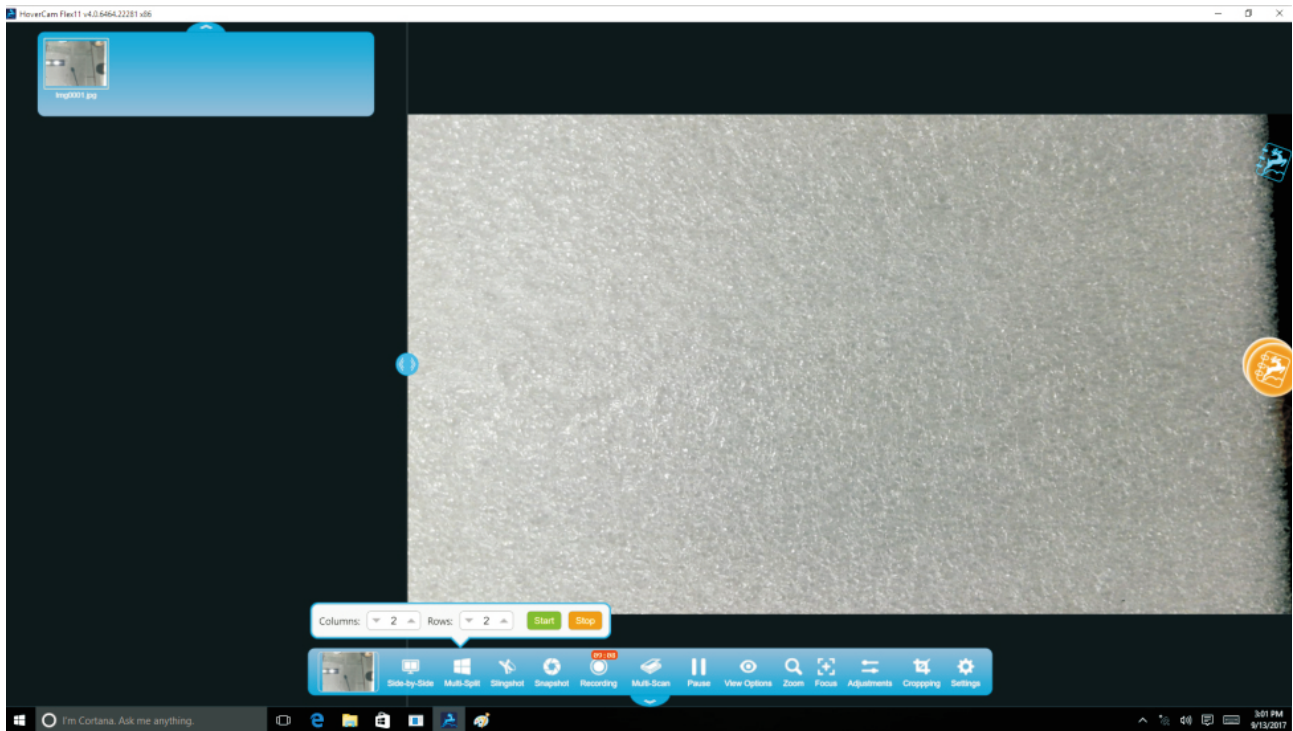 HoverCam Flex11 v4.0.6464.22281 x86
Img0001.jpg
Columns: 2 Rows: 2 Start Stop
Side-by-Side Multi-Split Slingshot Snapshot Recording Multi-Scan Pause View Options Zoom Focus Adjustments Croppping Settings
I'm Cortana. Ask me anything.
3:01 PM
9/13/2017